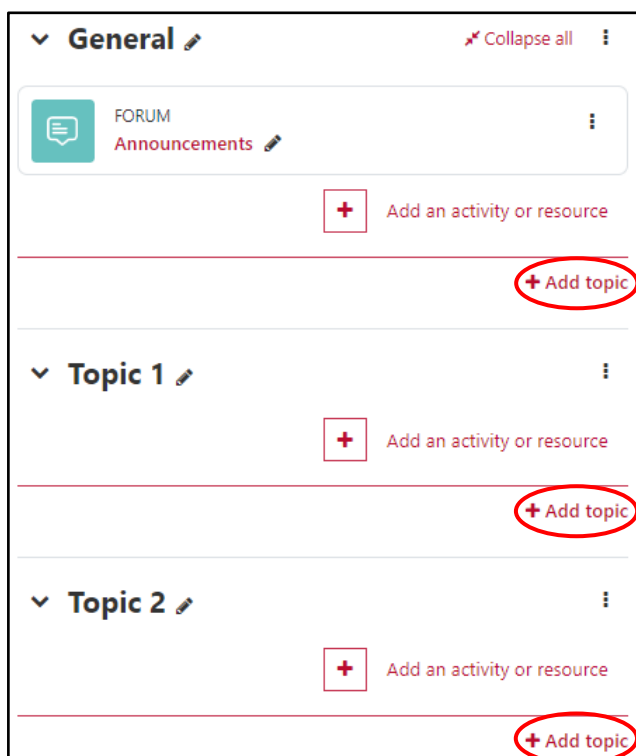 General
Collapse all
FORUM
Announcements
Add an activity or resource
Add topic
Topic 1
Add an activity or resource
Add topic
Topic 2
Add an activity or resource
Add topic